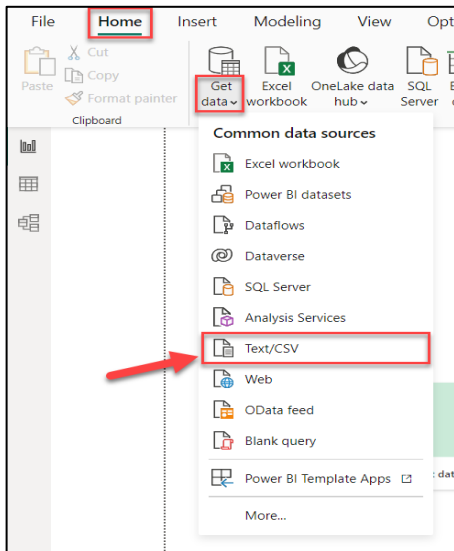 File Home Insert Modeling View Opt
Cut
Copy
Format painter
Paste
Clipboard
Get data
Excel workbook
OneLake data hub
SQL Server
Common data sources
Excel workbook
Power BI datasets
Dataflows
Dataverse
SQL Server
Analysis Services
Text/CSV
Web
OData feed
Blank query
Power BI Template Apps
More...
dat